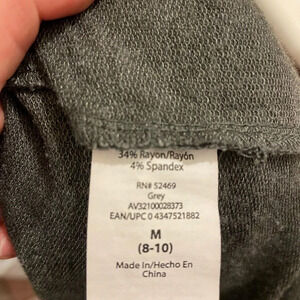 34% Rayon/Rayón
4% Spandex
RN# 52469
Grey
AV32100028373
EAN/UPC 0 4347521882
M
(8-10)
Made In/Hecho En
China